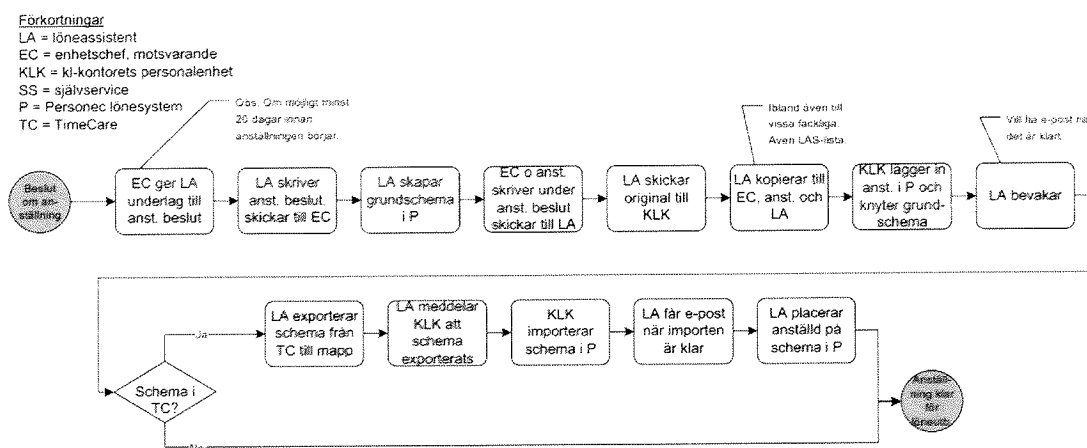 Förkortningar
LA = löneassistent
EC = enhetschef, motsvarande
KLK = kl-kontorets personalenhet
SS = självservice
P = Personec lönesystem
TC = TimeCare
Obs. Om möjligt minst
20 dagar innan
anställningen börjar.
Ibland även till
vissa fackliga.
Även LAS-lista.
Vill ha e-post när
det är klart.
Beslut
om an-
ställning
EC ger LA
underlag till
anst. beslut
LA skriver
anst. beslut.
skickar till EC
LA skapar
grundschema
i P
EC o anst.
skriver under
anst. beslut
skickar till LA
LA skickar
original till
KLK
LA kopierar till
EC, anst. och
LA
KLK lägger in
anst. i P och
knyter grund-
schema
LA bevakar
Ja
LA exporterar
schema från
TC till mapp
LA meddelar
KLK att
schema
exporterats
KLK
importerar
schema i P
LA får e-post
när importen
är klar
LA placerar
anställd på
schema i P
Schema i
TC?
Anställ-
ning klar
för
löneutb.